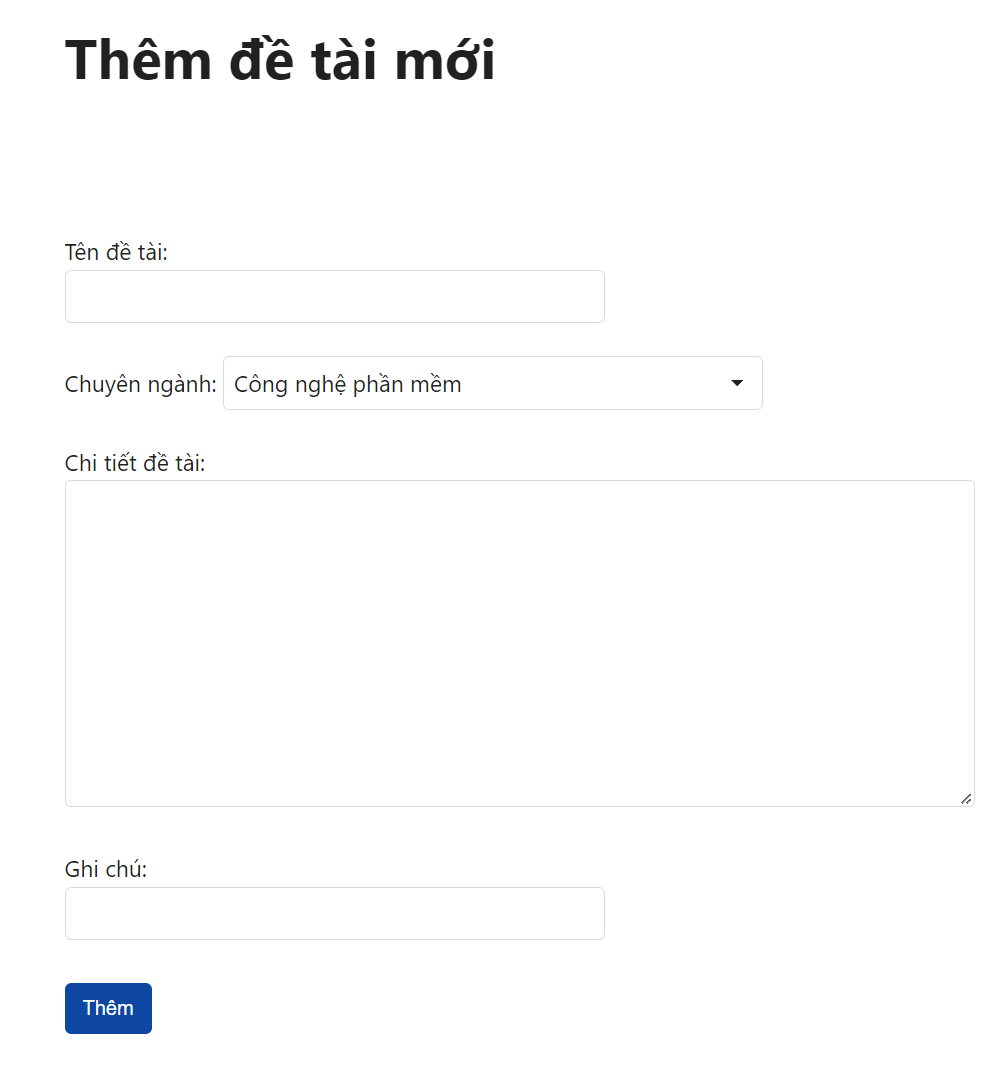 Thêm đề tài mới
Tên đề tài:
Chuyên ngành: Công nghệ phần mềm
Chi tiết đề tài:
Ghi chú:
Thêm